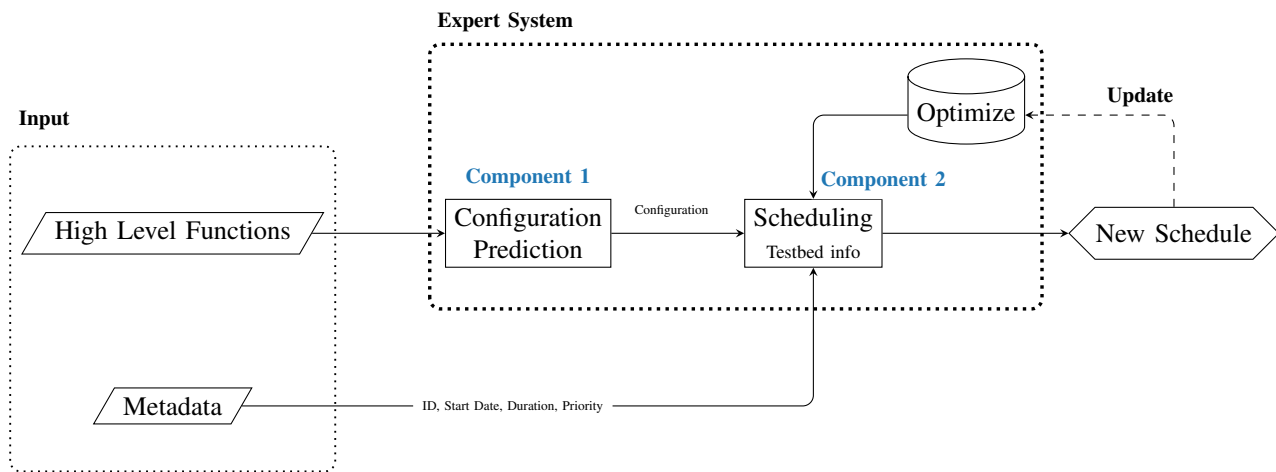 Expert System
Optimize
Update
Input
Component 1
Component 2
High Level Functions
Configuration
Prediction
Configuration
Scheduling
Testbed info
New Schedule
Metadata
ID, Start Date, Duration, Priority